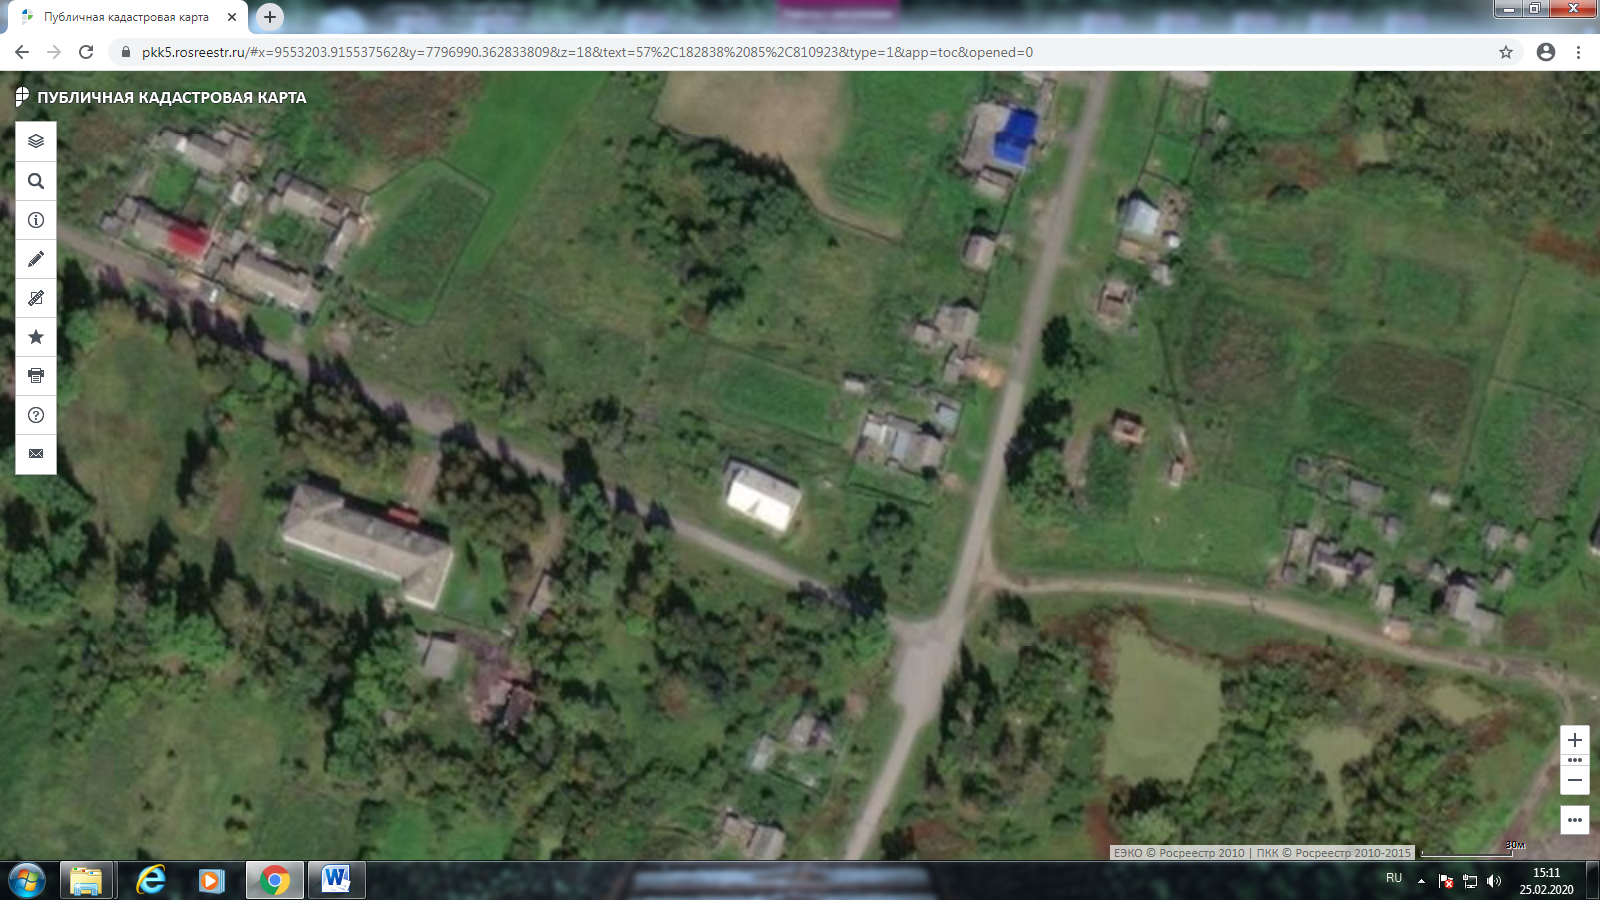 Публичная кадастровая карта
pkk5.rosreestr.ru/#x=9553203.915537562&y=7796990.362833809&z=18&text=57%2C182838%2085%2C810923&type=1&app=toc&opened=0
ПУБЛИЧНАЯ КАДАСТРОВАЯ КАРТА
ЕЭКО © Росреестр 2010 | ПКК © Росреестр 2010-2015
30м
RU
15:11
25.02.2020